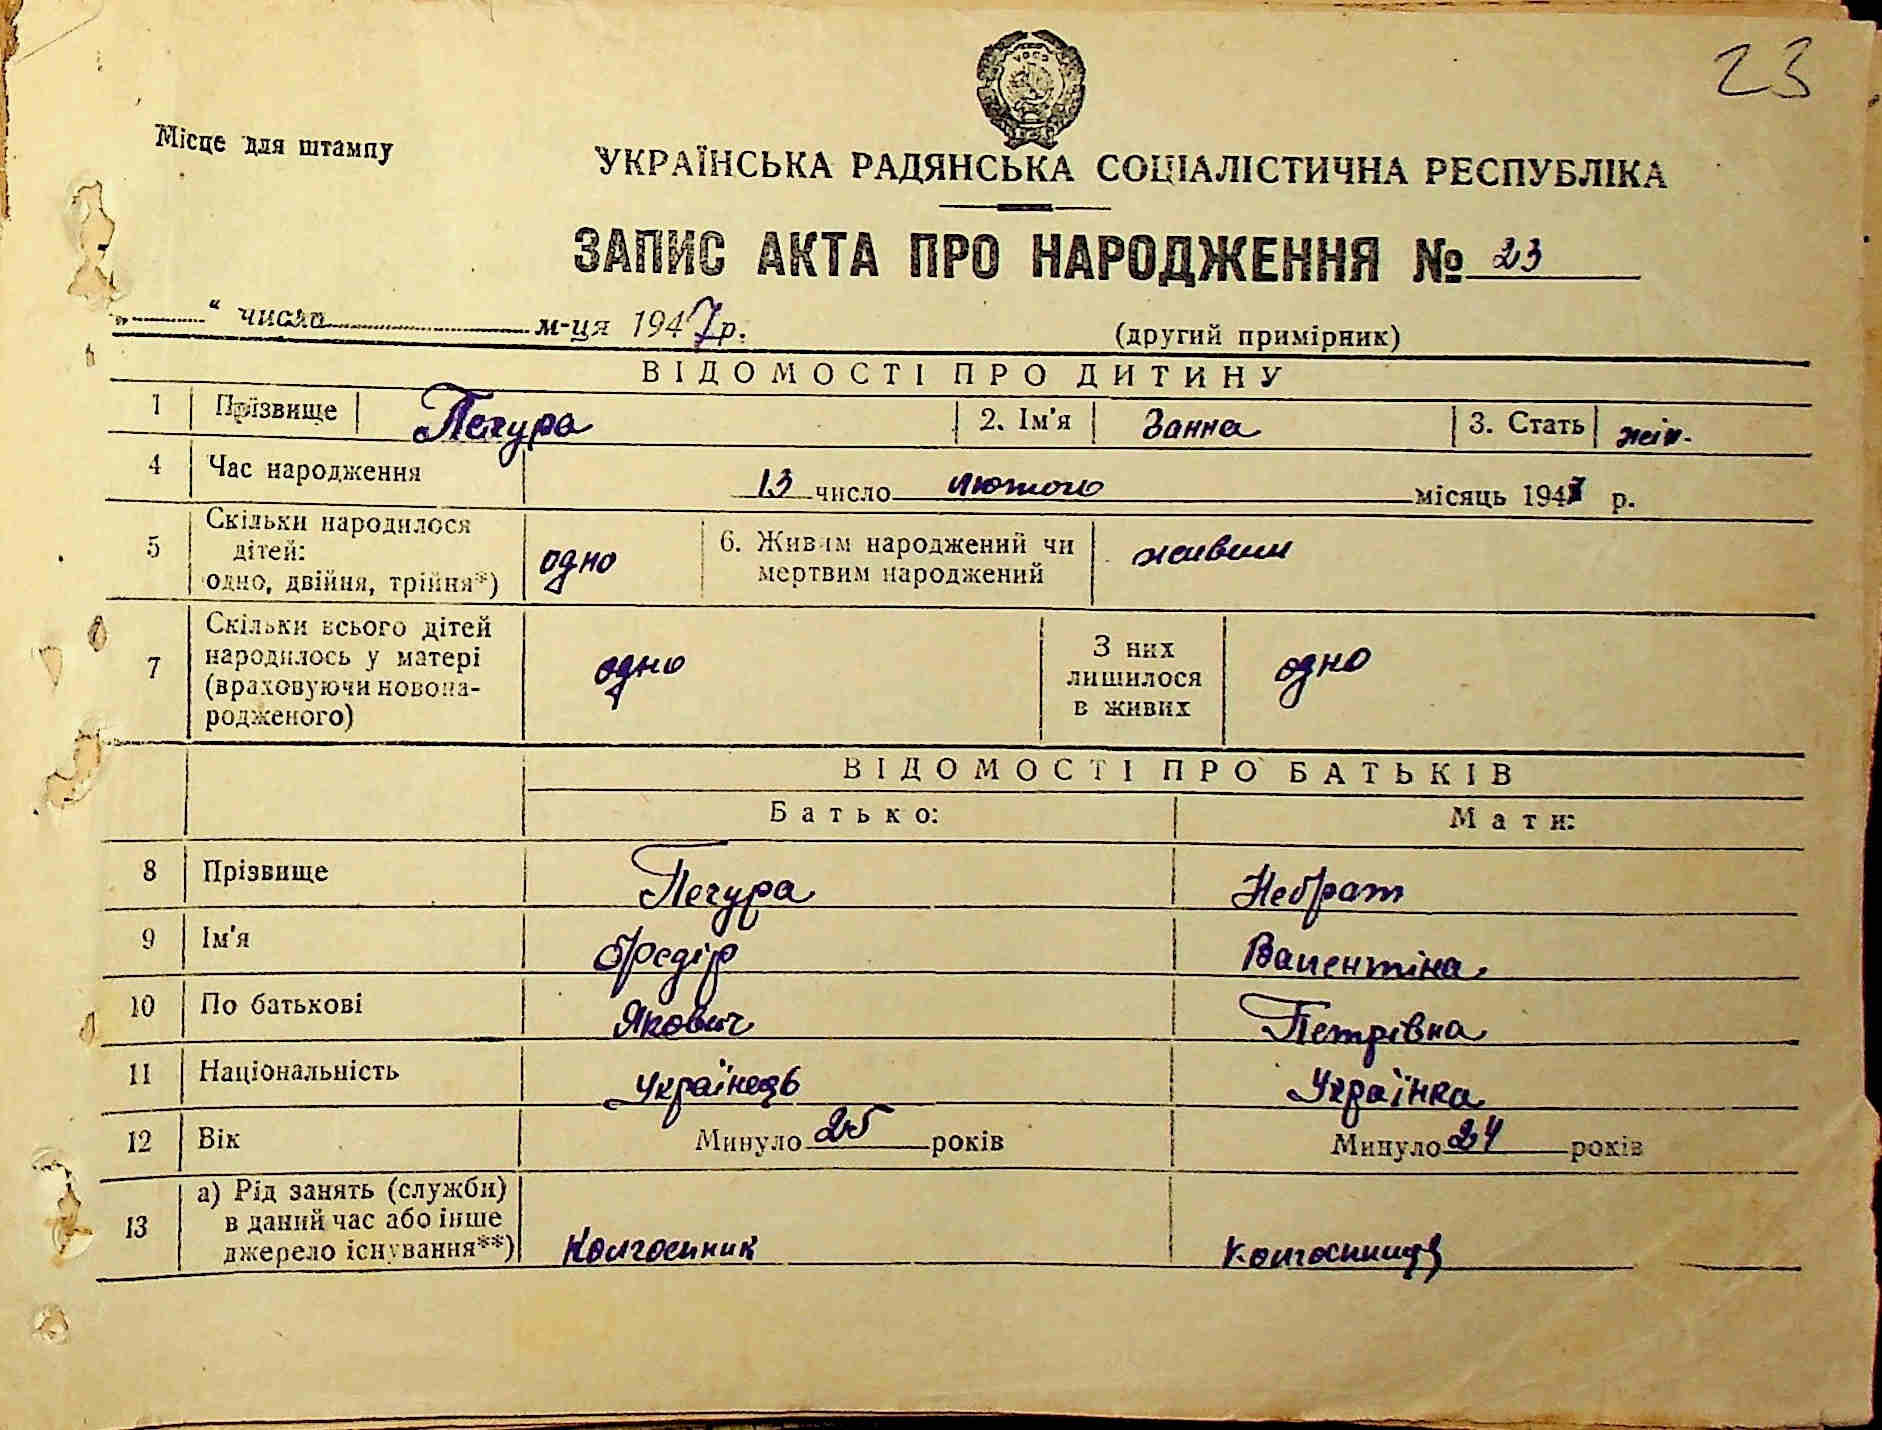 23
Місце для штампу
УКРАЇНСЬКА РАДЯНСЬКА СОЦІАЛІСТИЧНА РЕСПУБЛІКА
ЗАПИС АКТА ПРО НАРОДЖЕННЯ № 23
„ “ числа м-ця 1947 р.
(другий примірник)
ВІДОМОСТІ ПРО ДИТИНУ
1 Прізвище Печура 2. Ім'я Занна 3. Стать жін.
4 Час народження 13 число лютого місяць 1947 р.
5 Скільки народилося дітей: одно, двійня, трійня*) одно 6. Живим народжений чи мертвим народжений живим
7 Скільки всього дітей народилось у матері (враховуючи новонародженого) одно З них лишилося в живих одно
ВІДОМОСТІ ПРО БАТЬКІВ
Батько: Мати:
8 Прізвище Печура Небрат
9 Ім'я Федір Валентіна
10 По батькові Якович Петрівна
11 Національність Українець Українка
12 Вік Минуло 25 років Минуло 24 років
13 а) Рід занять (служби) в даний час або інше джерело існування**) Колгоспник Колгоспниця